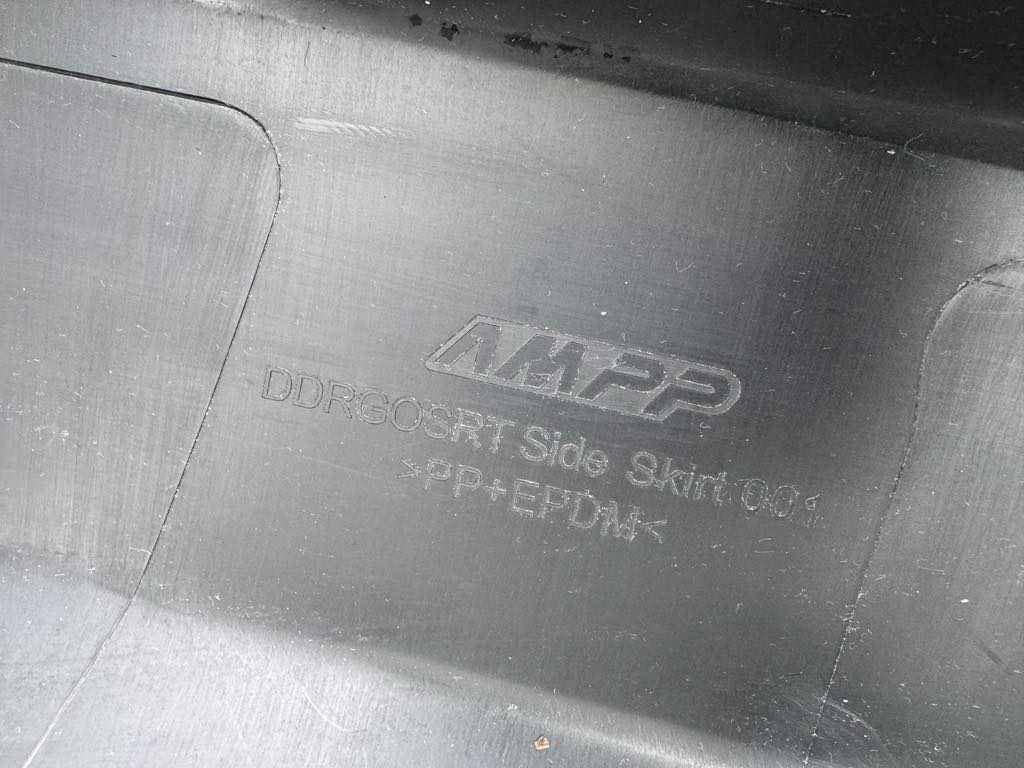 AMPP
DDRGOSRT Side Skirt 001
>PP+EPDM<